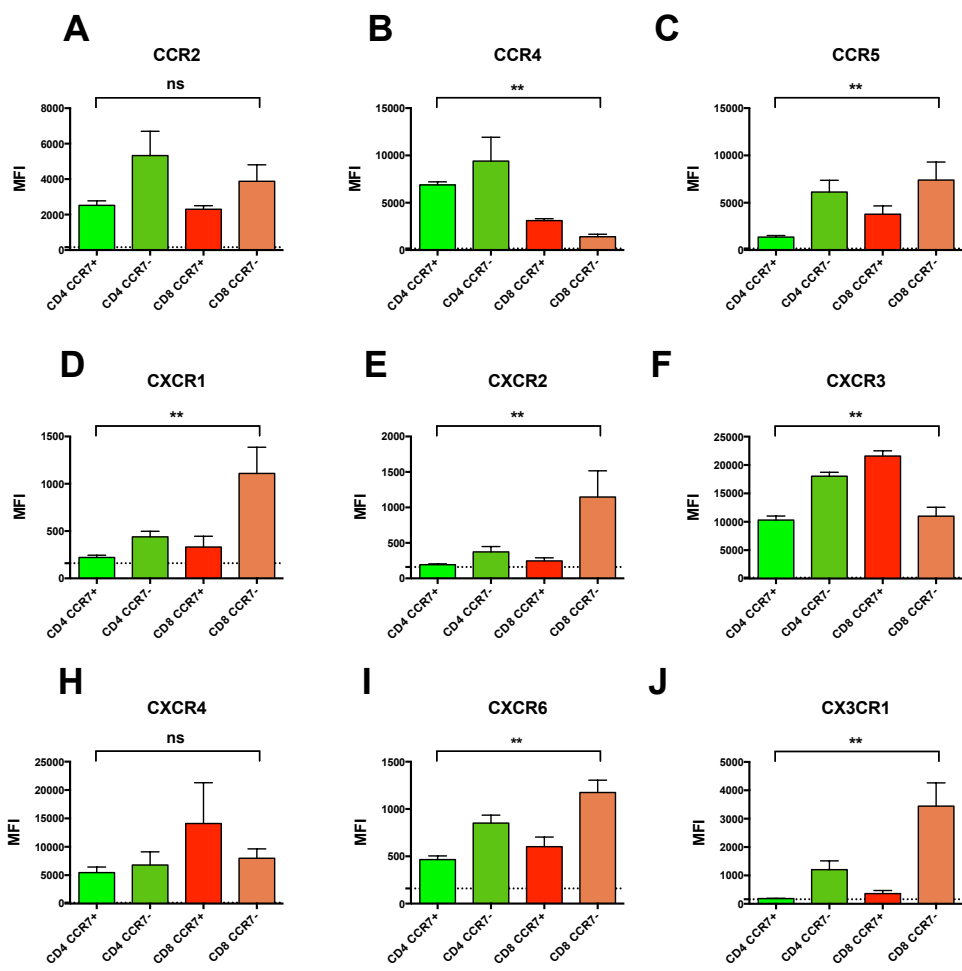 A
CCR2
ns
8000
6000
4000
2000
0
MFI
CD4 CCR7+
CD4 CCR7-
CD8 CCR7+
CD8 CCR7-
B
CCR4
**
15000
10000
5000
0
MFI
CD4 CCR7+
CD4 CCR7-
CD8 CCR7+
CD8 CCR7-
C
CCR5
**
15000
10000
5000
0
MFI
CD4 CCR7+
CD4 CCR7-
CD8 CCR7+
CD8 CCR7-
D
CXCR1
**
1500
1000
500
0
MFI
CD4 CCR7+
CD4 CCR7-
CD8 CCR7+
CD8 CCR7-
E
CXCR2
**
2000
1500
1000
500
0
MFI
CD4 CCR7+
CD4 CCR7-
CD8 CCR7+
CD8 CCR7-
F
CXCR3
**
25000
20000
15000
10000
5000
0
MFI
CD4 CCR7+
CD4 CCR7-
CD8 CCR7+
CD8 CCR7-
H
CXCR4
ns
25000
20000
15000
10000
5000
0
MFI
CD4 CCR7+
CD4 CCR7-
CD8 CCR7+
CD8 CCR7-
I
CXCR6
**
1500
1000
500
0
MFI
CD4 CCR7+
CD4 CCR7-
CD8 CCR7+
CD8 CCR7-
J
CX3CR1
**
5000
4000
3000
2000
1000
0
MFI
CD4 CCR7+
CD4 CCR7-
CD8 CCR7+
CD8 CCR7-